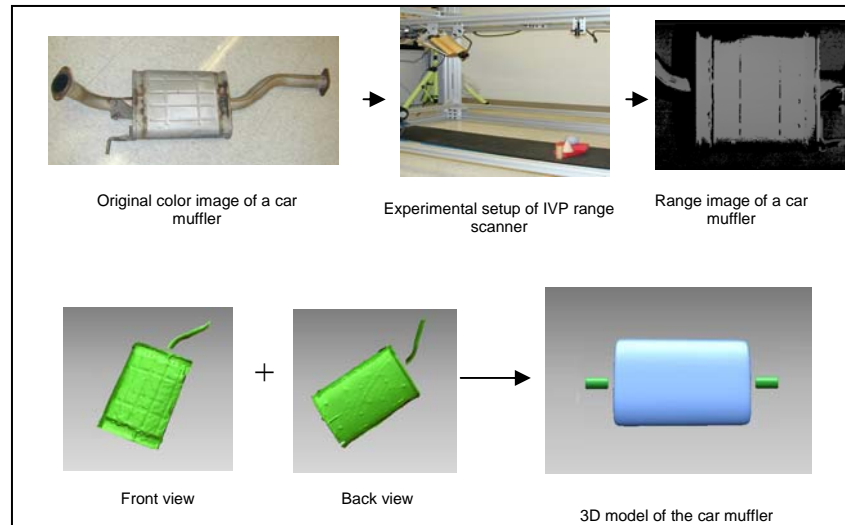 Original color image of a car
muffler
Experimental setup of IVP range
scanner
Range image of a car
muffler
+
Front view
Back view
3D model of the car muffler